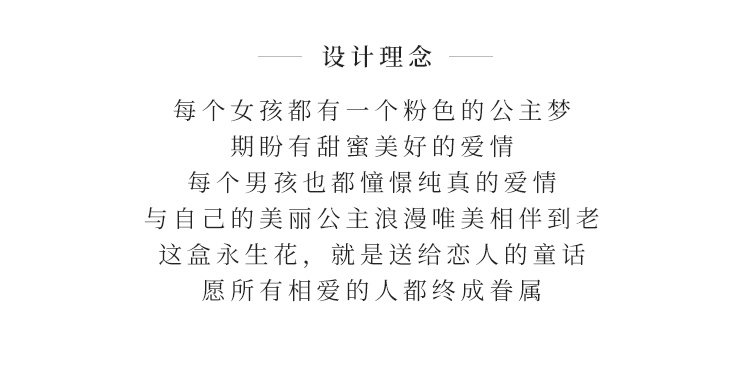 设计理念
每个女孩都有一个粉色的公主梦
期盼有甜蜜美好的爱情
每个男孩也都憧憬纯真的爱情
与自己的美丽公主浪漫唯美相伴到老
这盒永生花，就是送给恋人的童话
愿所有相爱的人都终成眷属